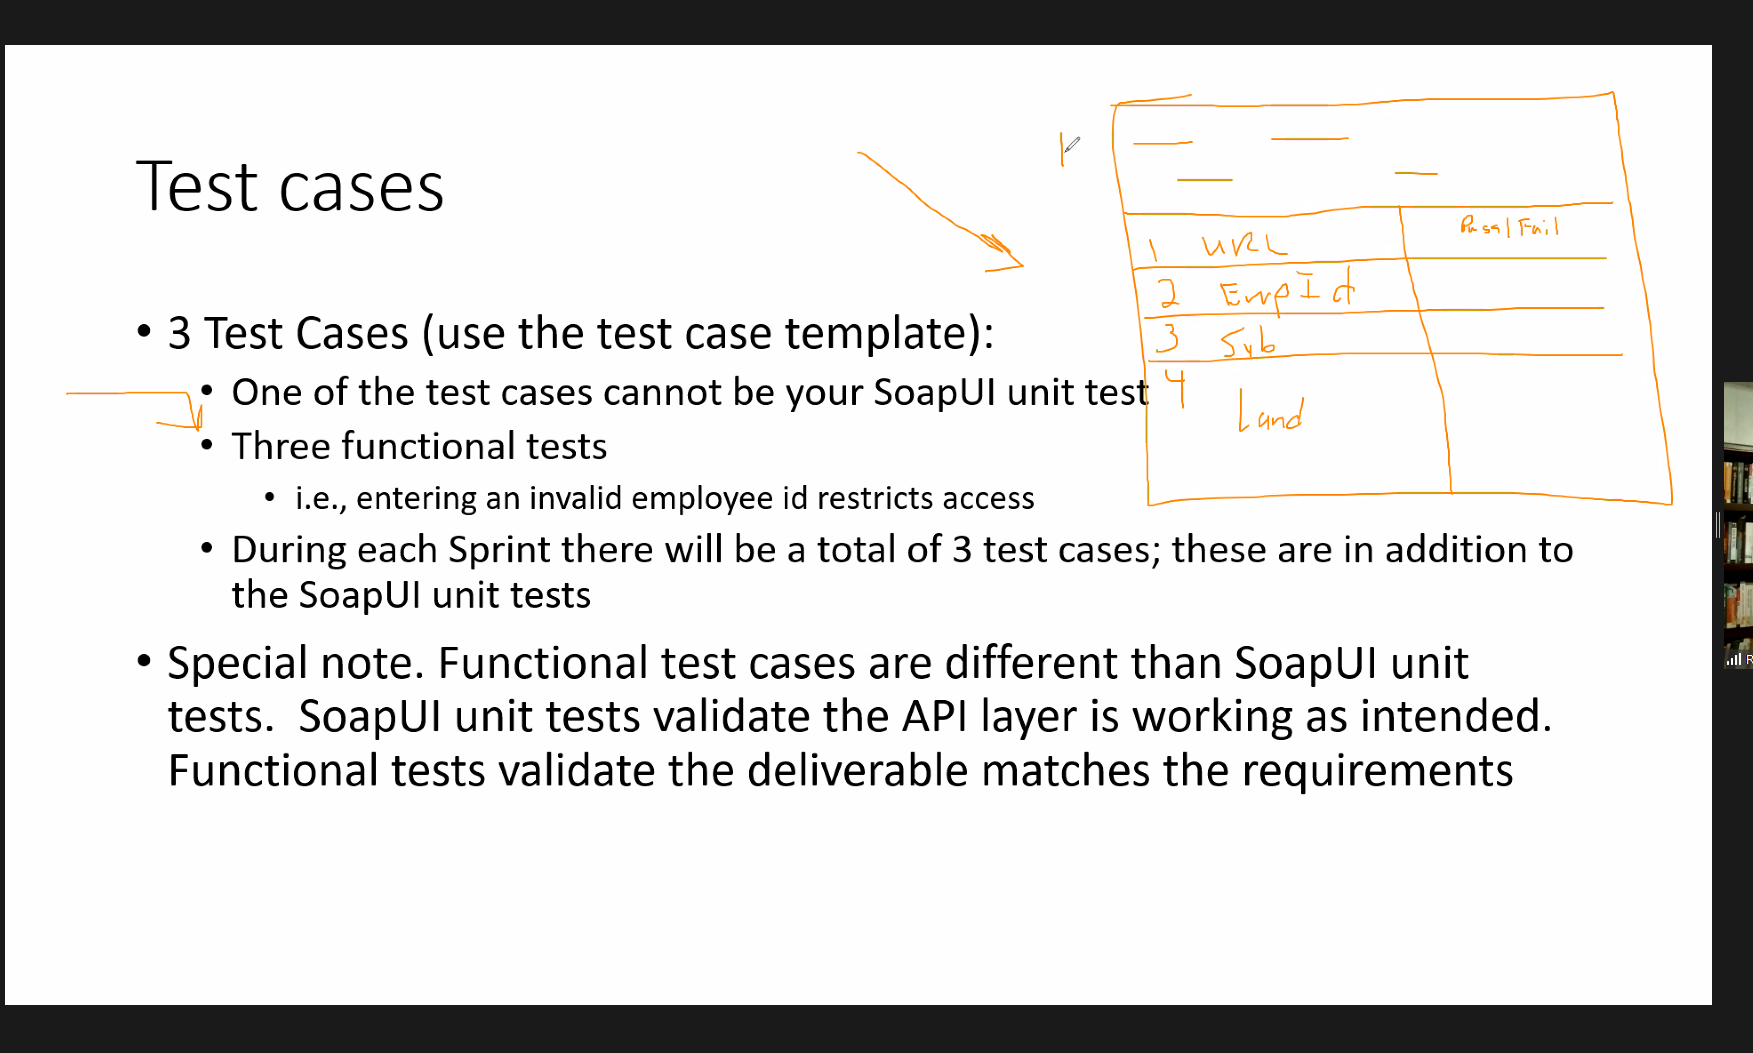 Test cases
• 3 Test Cases (use the test case template):
• One of the test cases cannot be your SoapUI unit test
• Three functional tests
• i.e., entering an invalid employee id restricts access
• During each Sprint there will be a total of 3 test cases; these are in addition to
the SoapUI unit tests
• Special note. Functional test cases are different than SoapUI unit
tests.  SoapUI unit tests validate the API layer is working as intended.
Functional tests validate the deliverable matches the requirements
Pass/Fail
1 URL
2 EmpId
3 Sub
4 Land
R